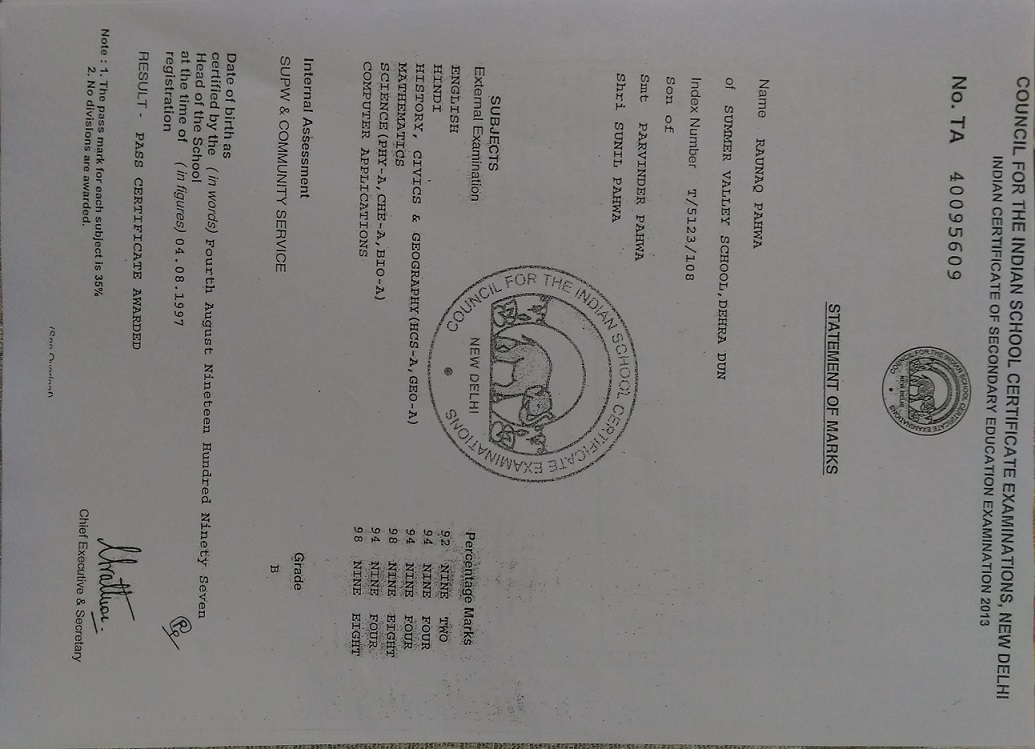 COUNCIL FOR THE INDIAN SCHOOL CERTIFICATE EXAMINATIONS, NEW DELHI
INDIAN CERTIFICATE OF SECONDARY EDUCATION EXAMINATION 2013
No. TA 40095609
COUNCIL FOR THE INDIAN SCHOOL CERTIFICATE EXAMINATIONS
NEW DELHI
STATEMENT OF MARKS
Name RAUNAQ PAHWA
of SUMMER VALLEY SCHOOL,DEHRA DUN
Index Number T/5123/108
Son of
Smt PARVINDER PAHWA
Shri SUNIL PAHWA
COUNCIL FOR THE INDIAN SCHOOL CERTIFICATE EXAMINATIONS
NEW DELHI
SUBJECTS
External Examination Percentage Marks
ENGLISH 92 NINE TWO
HINDI 94 NINE FOUR
HISTORY, CIVICS & GEOGRAPHY(HCS-A,GEO-A) 94 NINE FOUR
MATHEMATICS 98 NINE EIGHT
SCIENCE(PHY-A,CHE-A,BIO-A) 94 NINE FOUR
COMPUTER APPLICATIONS 98 NINE EIGHT
Internal Assessment Grade
SUPW & COMMUNITY SERVICE B
Date of birth as
certified by the (in words) Fourth August Nineteen Hundred Ninety Seven
Head of the School
at the time of (in figures) 04.08.1997
registration
RESULT - PASS CERTIFICATE AWARDED
Note : 1. The pass mark for each subject is 35%
2. No divisions are awarded.
Chief Executive & Secretary
(See Overleaf)